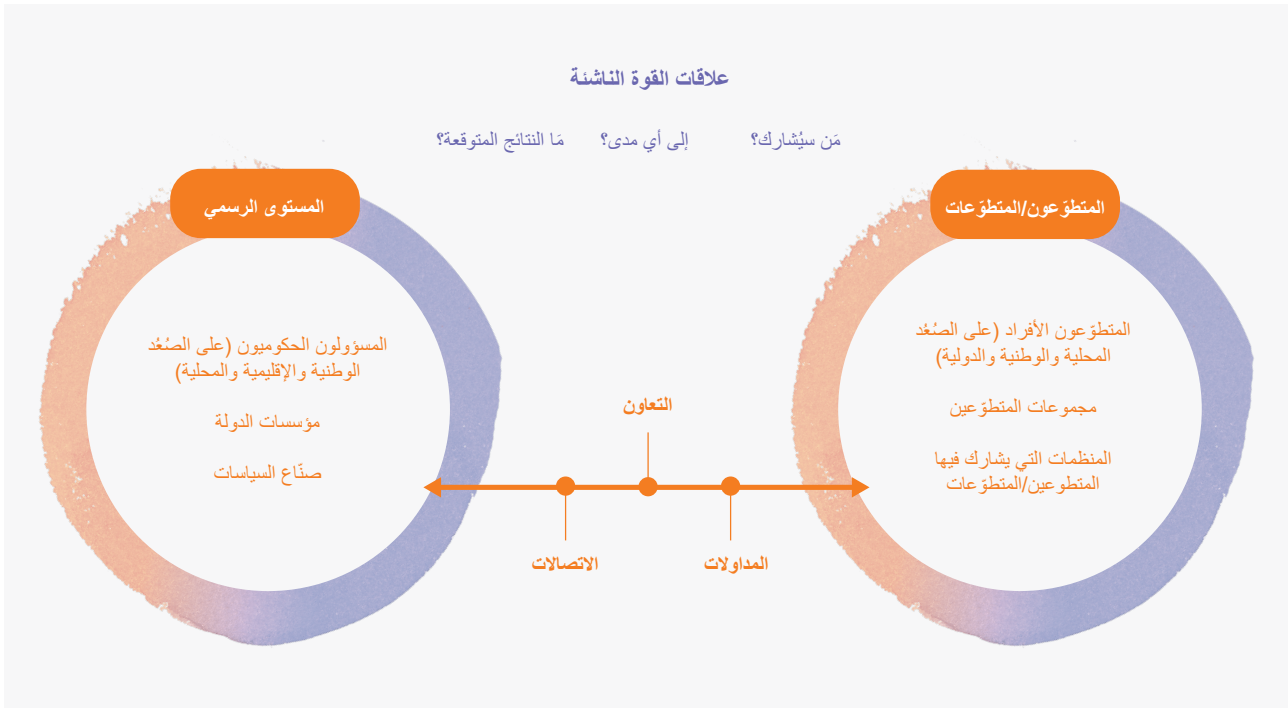 علاقات القوة الناشئة
مَن سيُشارك؟ إلى أي مدى؟ مَا النتائج المتوقعة؟
المتطوّعون/المتطوّعات
المتطوّعون الأفراد (على الصُعُد
المحلية والوطنية والدولية)
مجموعات المتطوّعين
المنظمات التي يشارك فيها
المتطوعين/المتطوّعات
التعاون
المداولات
الاتصالات
المستوى الرسمي
المسؤولون الحكوميون (على الصُعُد
الوطنية والإقليمية والمحلية)
مؤسسات الدولة
صنّاع السياسات